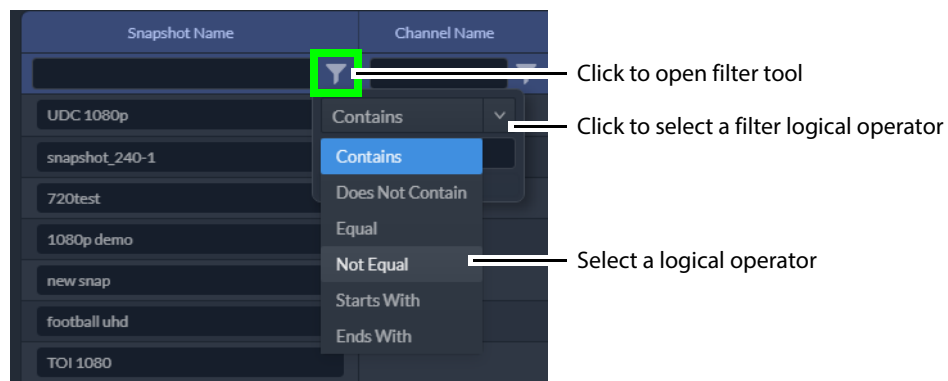 Snapshot Name
Channel Name
Click to open filter tool
UDC 1080p
Contains
Click to select a filter logical operator
snapshot_240-1
Contains
720test
Does Not Contain
1080p demo
Equal
new snap
Not Equal
Select a logical operator
football uhd
Starts With
Ends With
TOI 1080